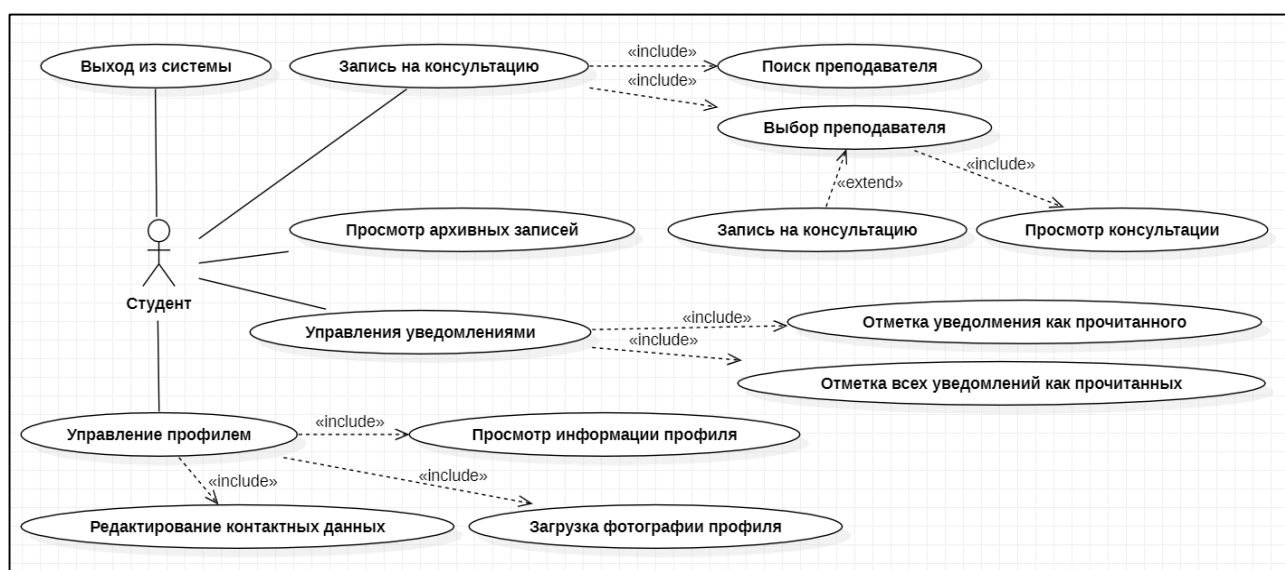 Выход из системы
Запись на консультацию
«include»
Поиск преподавателя
«include»
Выбор преподавателя
«extend»
«include»
Запись на консультацию
Просмотр консультации
Просмотр архивных записей
Студент
Управления уведомлениями
«include»
Отметка уведолмения как прочитанного
«include»
Отметка всех уведомлений как прочитанных
Управление профилем
«include»
Просмотр информации профиля
«include»
«include»
Редактирование контактных данных
Загрузка фотографии профиля